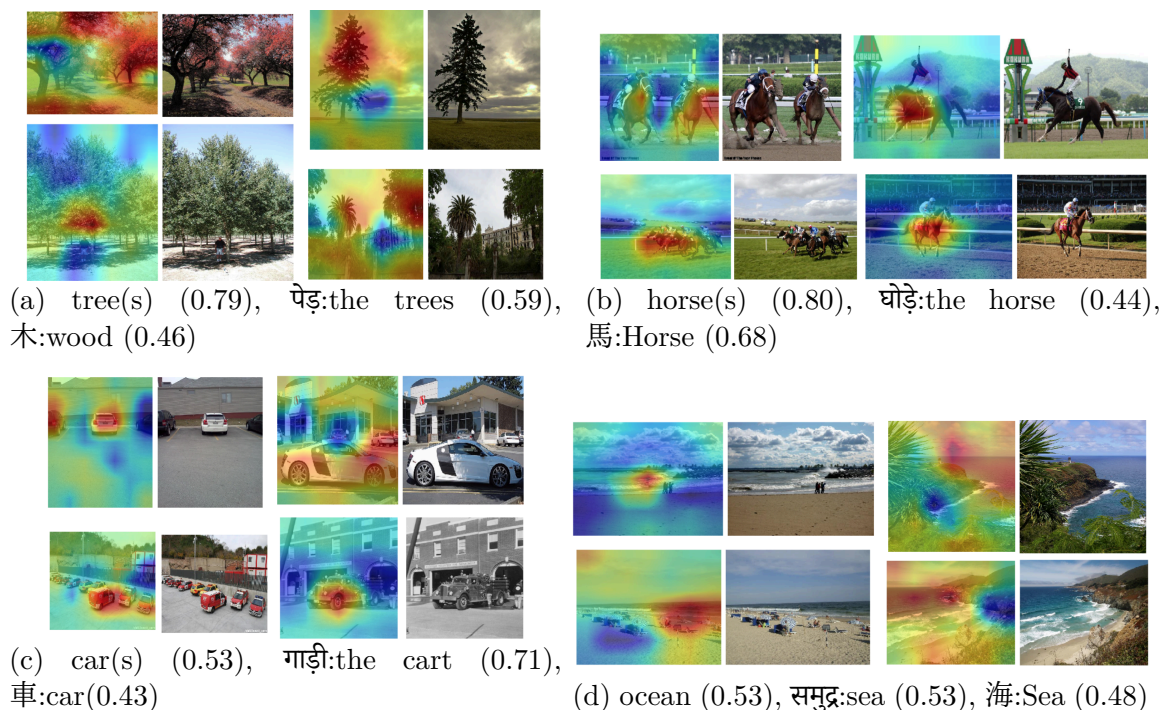 (a) tree(s) (0.79), पेड़:the trees (0.59),
木:wood (0.46)
(b) horse(s) (0.80), घोड़े:the horse (0.44),
馬:Horse (0.68)
(c) car(s) (0.53), गाड़ी:the cart (0.71),
車:car(0.43)
(d) ocean (0.53), समुद्र:sea (0.53), 海:Sea (0.48)